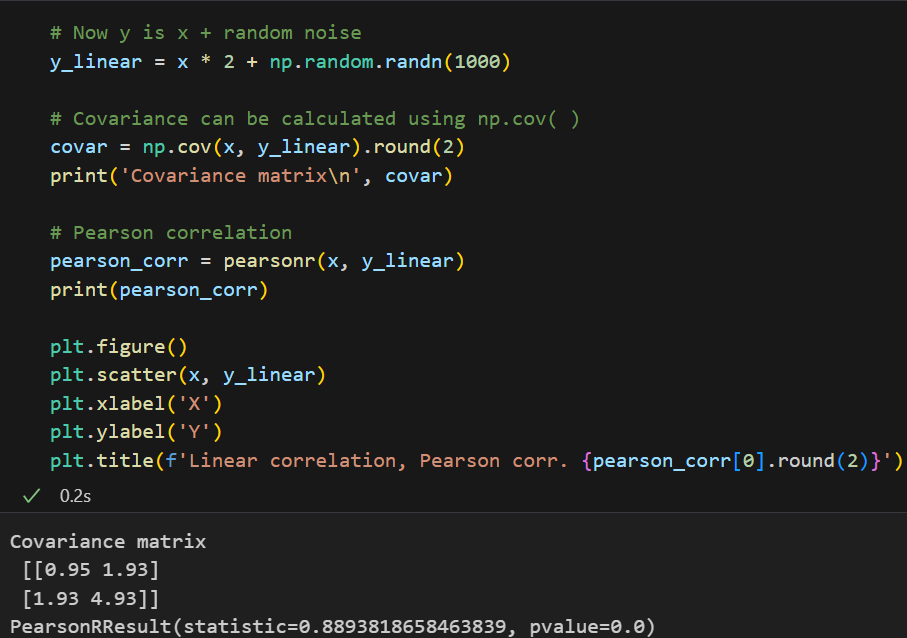 # Now y is x + random noise
y_linear = x * 2 + np.random.randn(1000)
# Covariance can be calculated using np.cov( )
covar = np.cov(x, y_linear).round(2)
print('Covariance matrix\n', covar)
# Pearson correlation
pearson_corr = pearsonr(x, y_linear)
print(pearson_corr)
plt.figure()
plt.scatter(x, y_linear)
plt.xlabel('X')
plt.ylabel('Y')
plt.title(f'Linear correlation, Pearson corr. {pearson_corr[0].round(2)}')
0.2s
Covariance matrix
[[0.95 1.93]
[1.93 4.93]]
PearsonRResult(statistic=0.8893818658463839, pvalue=0.0)